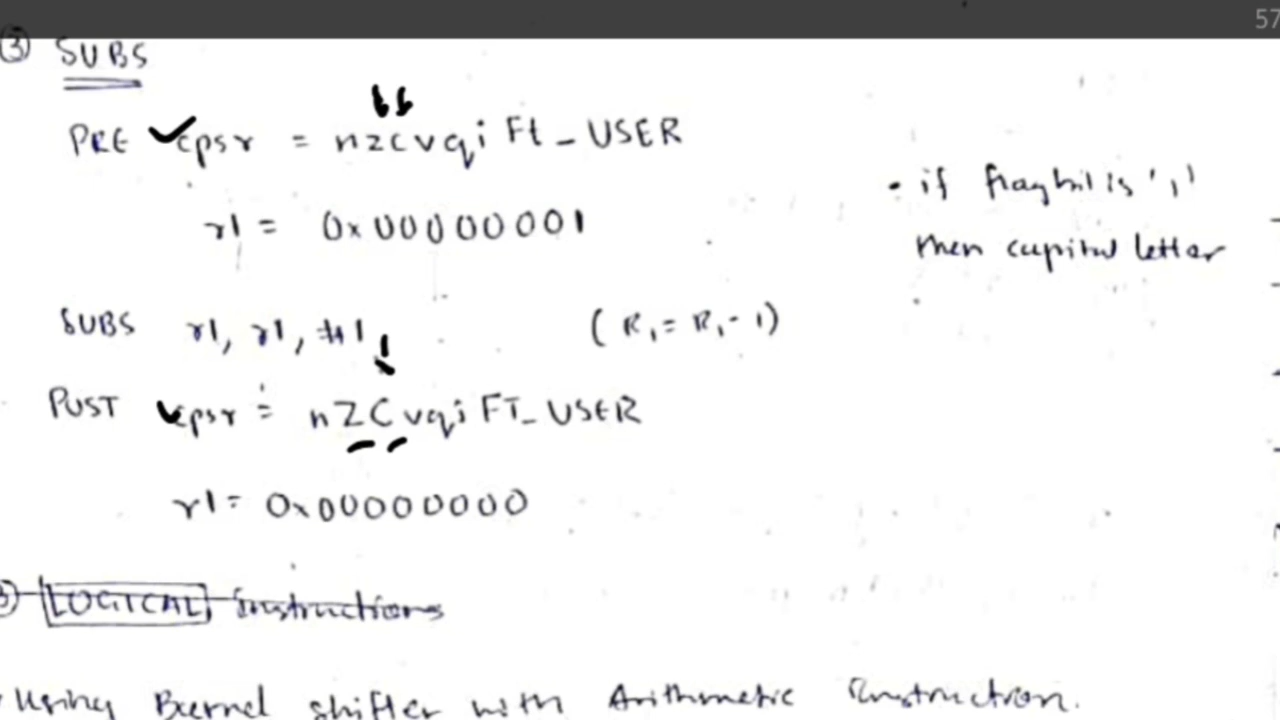 57
③ SUBS
PRE cpsr = nzcvqiFt_USER
r1 = 0x00000001
• if flag bit is '1'
then capital letter
SUBS r1, r1, #1 (R1 = R1 - 1)
POST cpsr = nZCvqiFT_USER
r1 = 0x00000000
LOGICAL instructions
Using Barrel shifter with Arithmetic Instruction.